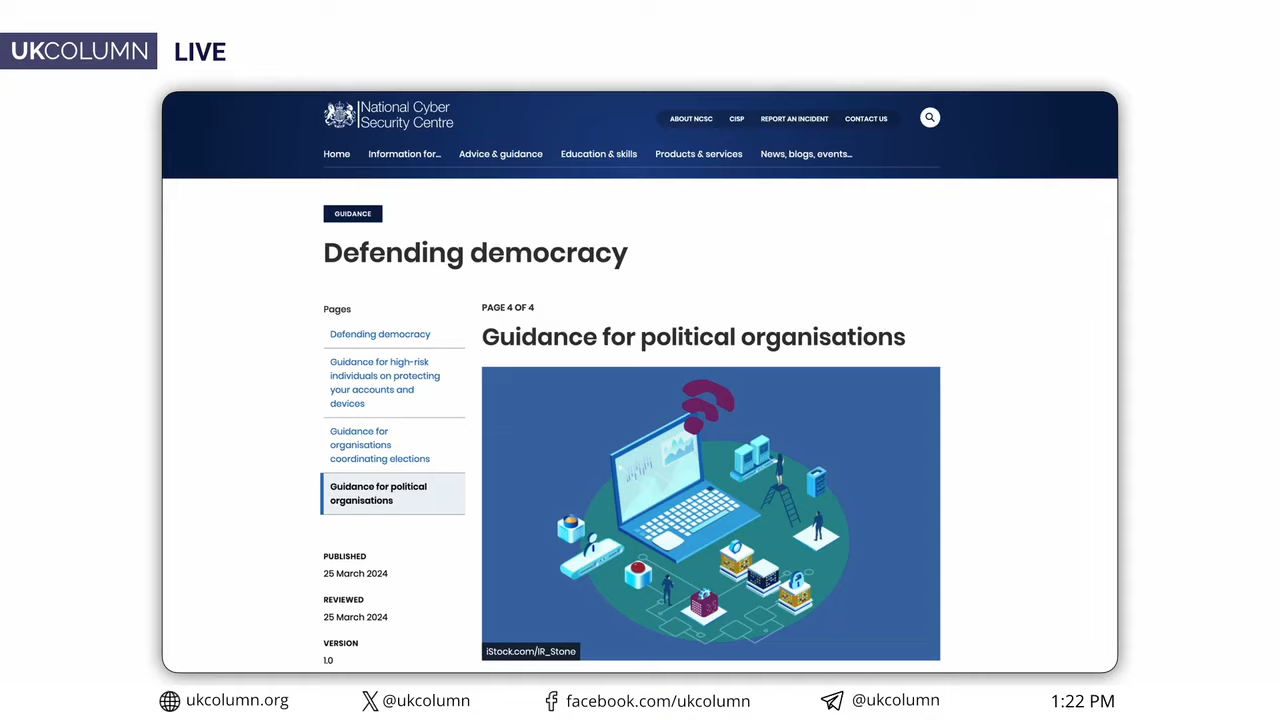 UKCOLUMN LIVE
National Cyber
Security Centre
ABOUT NCSC CISP REPORT AN INCIDENT CONTACT US
Home Information for... Advice & guidance Education & skills Products & services News, blogs, events...
GUIDANCE
Defending democracy
Pages
Defending democracy
Guidance for high-risk
individuals on protecting
your accounts and
devices
Guidance for
organisations
coordinating elections
Guidance for political
organisations
PUBLISHED
25 March 2024
REVIEWED
25 March 2024
VERSION
1.0
PAGE 4 OF 4
Guidance for political organisations
iStock.com/IR_Stone
ukcolumn.org @ukcolumn facebook.com/ukcolumn @ukcolumn 1:22 PM